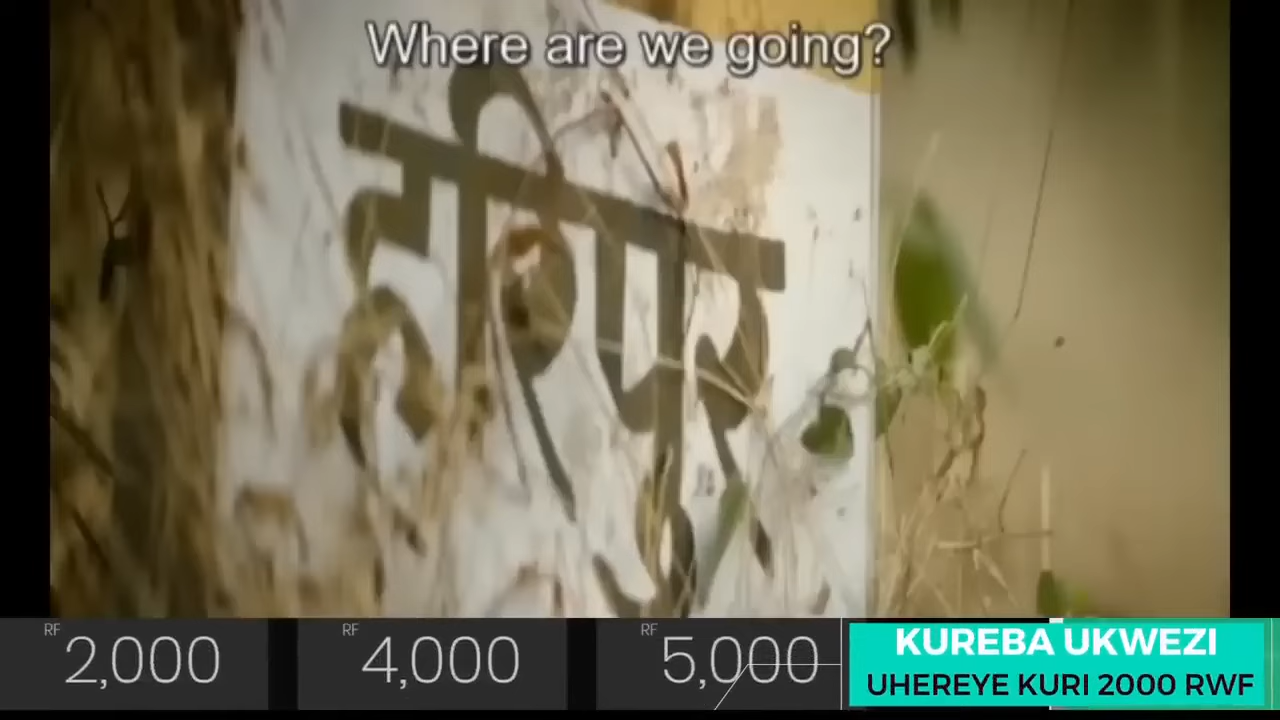 Where are we going?
हरिपुर
RF 2,000
RF 4,000
RF 5,000
KUREBA UKWEZI
UHEREYE KURI 2000 RWF